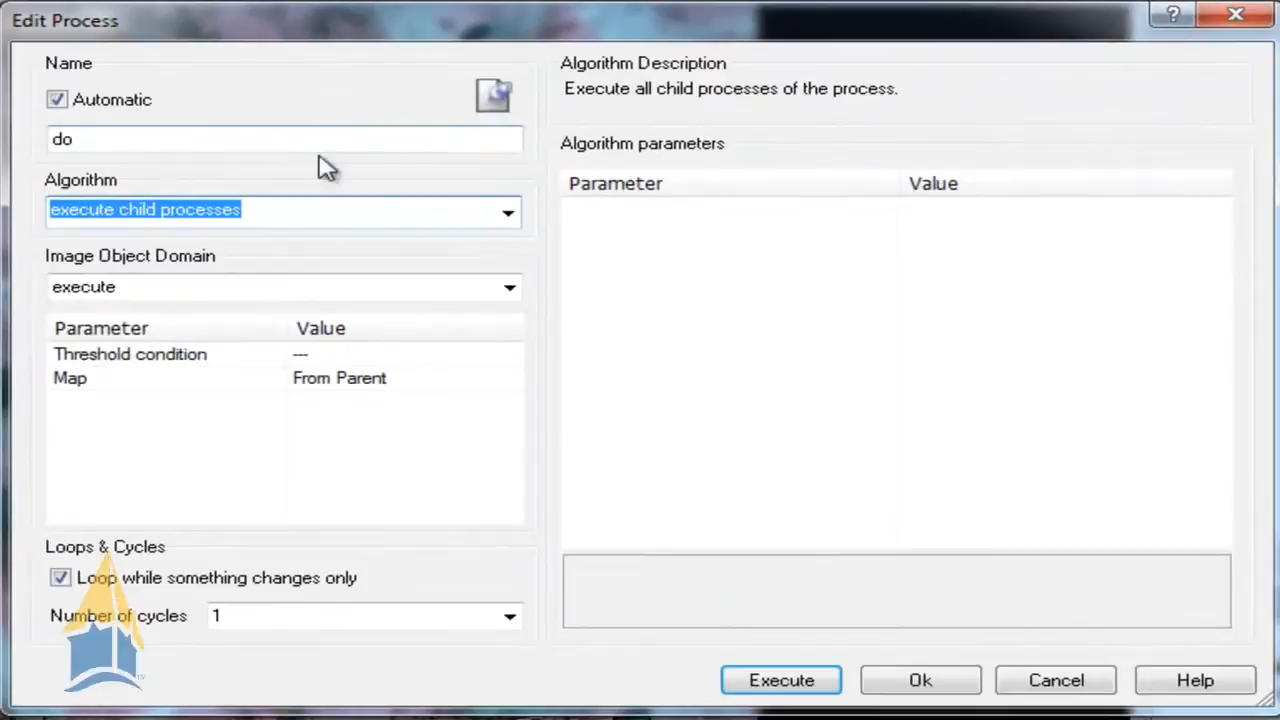 Edit Process
?
Name
Automatic
do
Algorithm
execute child processes
Image Object Domain
execute
Parameter Value
Threshold condition ---
Map From Parent
Loops & Cycles
Loop while something changes only
Number of cycles 1
Algorithm Description
Execute all child processes of the process.
Algorithm parameters
Parameter Value
Execute Ok Cancel Help